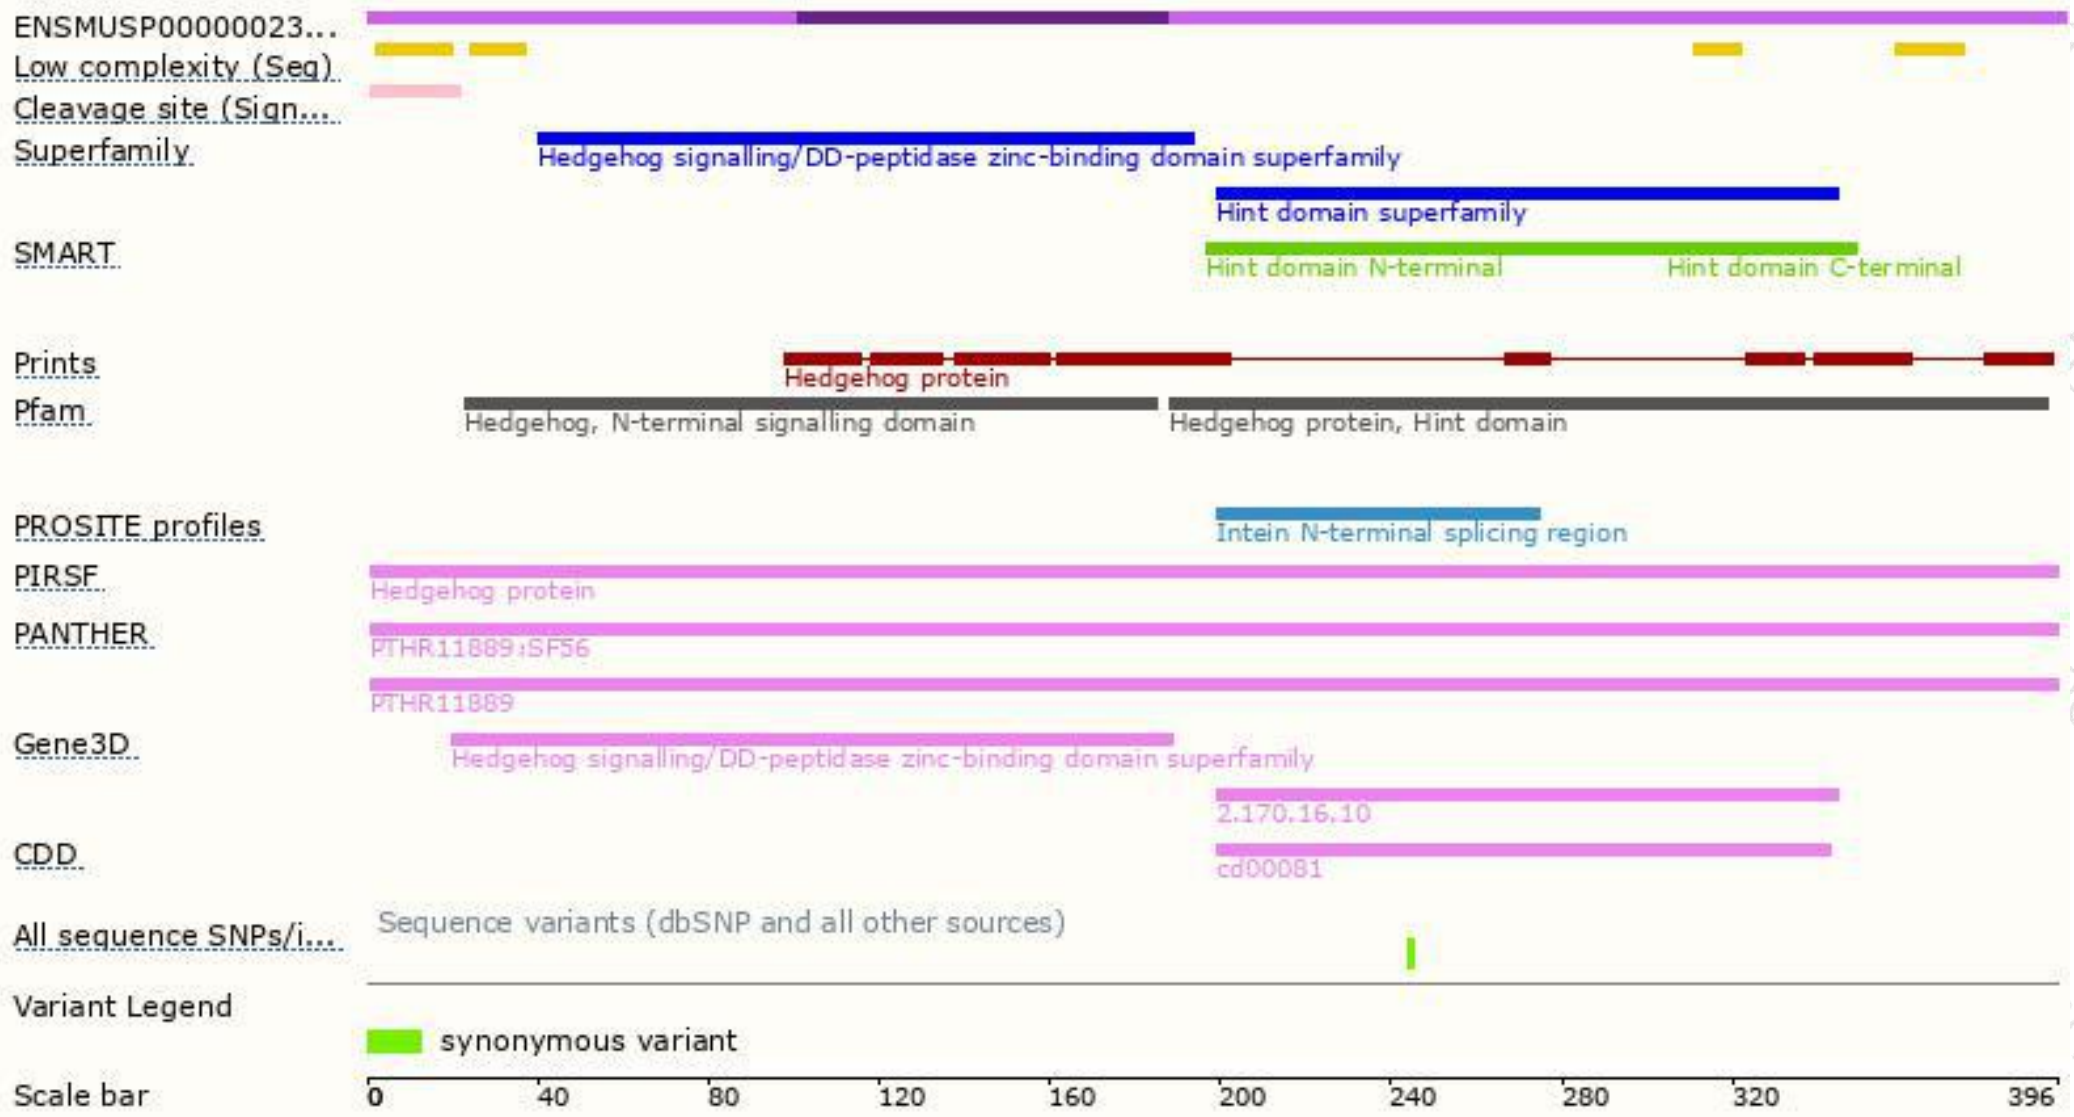 ENSMUSP00000023...
Low complexity (Seg)
Cleavage site (Sign...
Superfamily
Hedgehog signalling/DD-peptidase zinc-binding domain superfamily
Hint domain superfamily
SMART
Hint domain N-terminal Hint domain C-terminal
Prints
Hedgehog protein
Pfam
Hedgehog, N-terminal signalling domain Hedgehog protein, Hint domain
PROSITE profiles
Intein N-terminal splicing region
PIRSF
Hedgehog protein
PANTHER
PTHR11889:SF56
PTHR11889
Gene3D
Hedgehog signalling/DD-peptidase zinc-binding domain superfamily
2.170.16.10
CDD
cd00081
Sequence variants (dbSNP and all other sources)
All sequence SNPs/i...
Variant Legend
synonymous variant
Scale bar 0 40 80 120 160 200 240 280 320 396